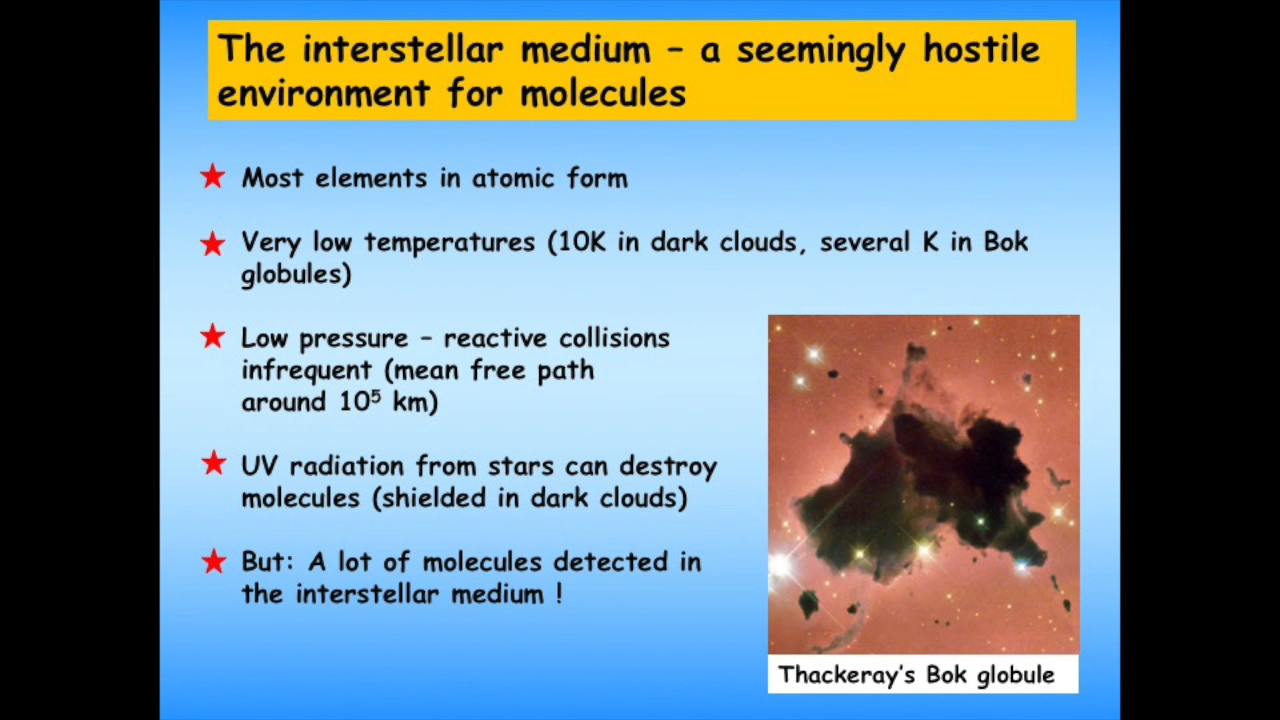 The interstellar medium – a seemingly hostile
environment for molecules
Most elements in atomic form
Very low temperatures (10K in dark clouds, several K in Bok
globules)
Low pressure – reactive collisions
infrequent (mean free path
around 10⁵ km)
UV radiation from stars can destroy
molecules (shielded in dark clouds)
But: A lot of molecules detected in
the interstellar medium !
Thackeray’s Bok globule